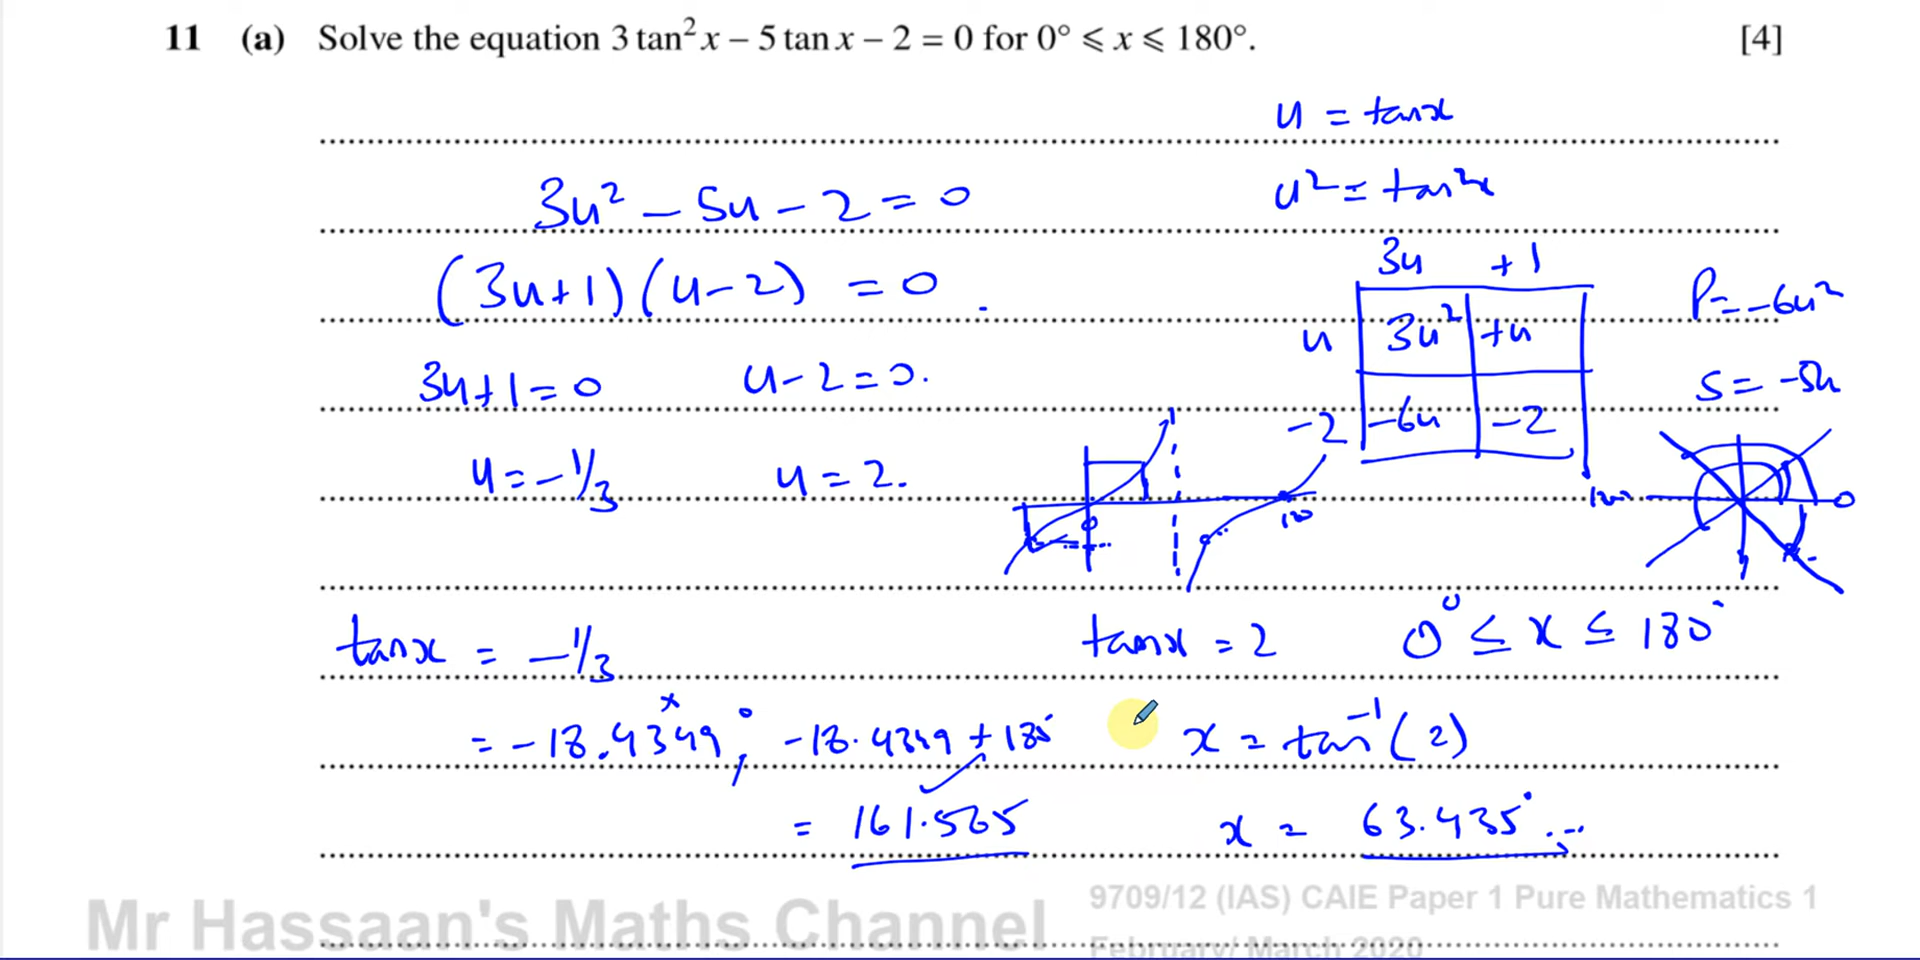 11 (a) Solve the equation 3 tan²x – 5 tan x – 2 = 0 for 0° ⩽ x ⩽ 180°. [4]
u = tanx
3u² – 5u – 2 = 0
u² = tan²x
(3u+1)(u–2) = 0.
3u +1
P = –6u²
u 3u² +u
3u+1=0 u–2=0.
S = –5u
–2 –6u –2
u = –1/3 u = 2.
0 180 180 0
tanx = –1/3 tanx = 2 0° ≤ x ≤ 180°
= –18.4349°, –18.4349 + 180° x = tan⁻¹(2)
= 161.565 x = 63.435°...
Mr Hassaan's Maths Channel
9709/12 (IAS) CAIE Paper 1 Pure Mathematics 1
February/ March 2020